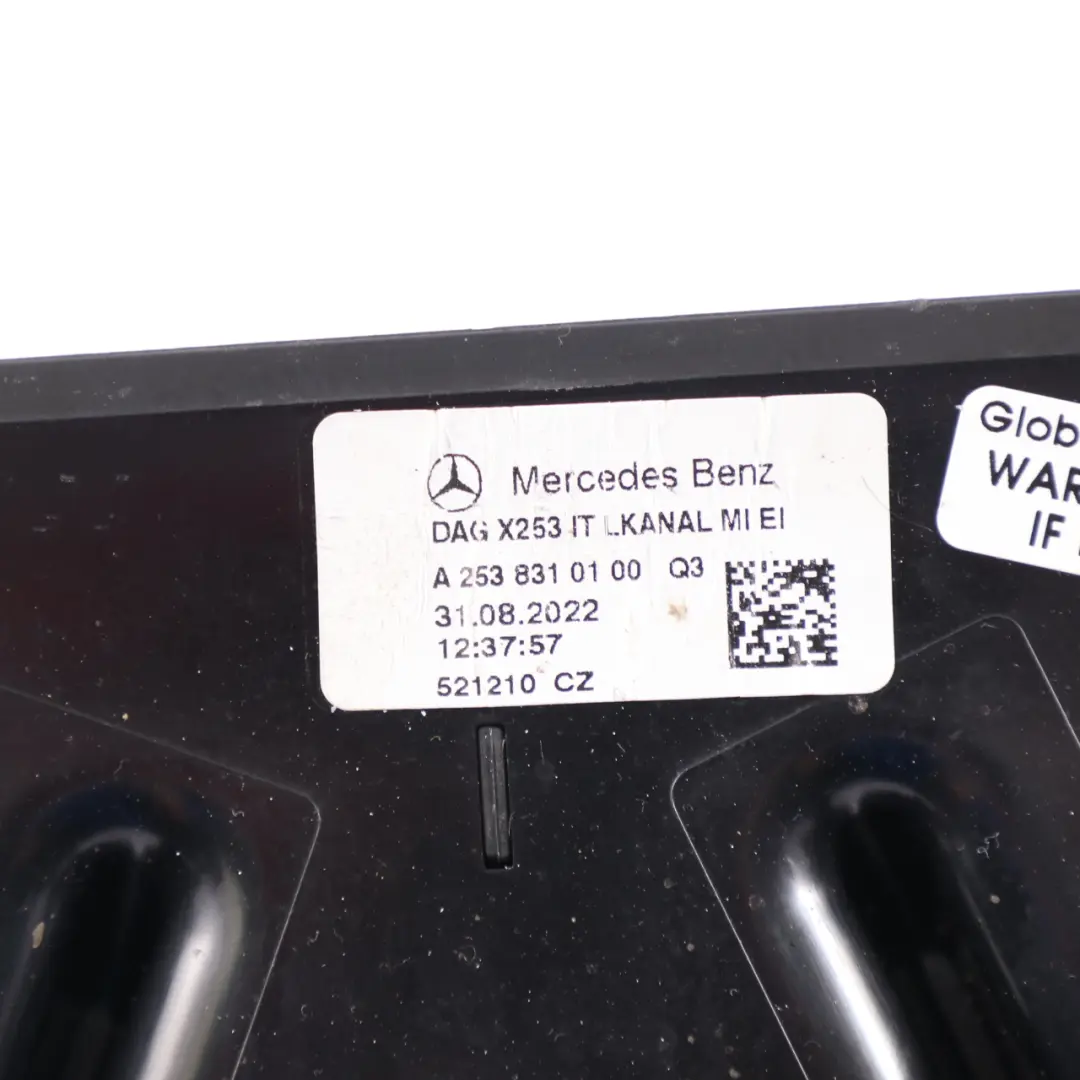 Mercedes Benz
DAG X253 IT LKANAL MI EI
A 253 831 01 00 Q3
31.08.2022
12:37:57
521210 CZ
Glob
WAR
IF